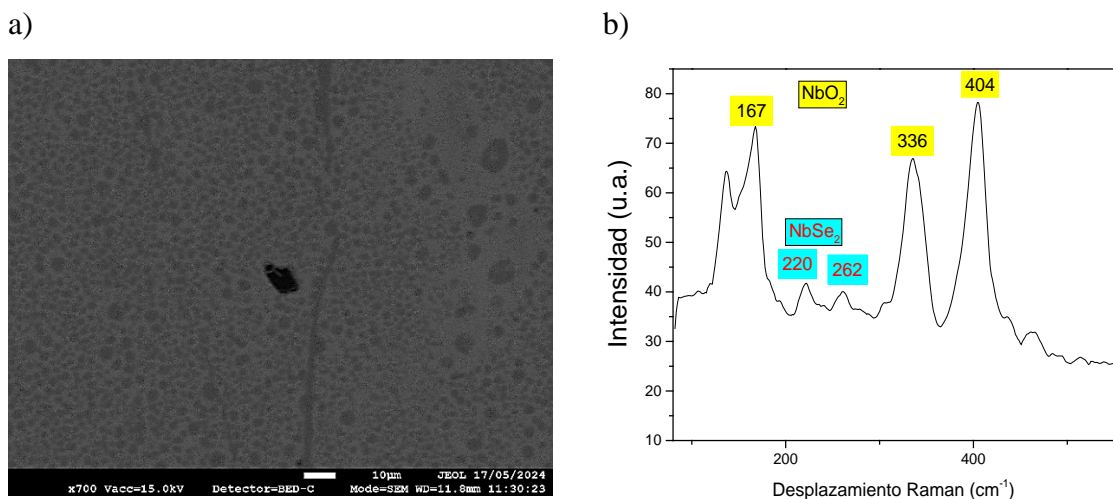 a)
b)
10µm JEOL 17/05/2024
x700 Vacc=15.0kV Detector=BED-C Mode=SEM WD=11.8mm 11:30:23
NbO₂
404
167
336
NbSe₂
220
262
80
70
60
50
40
30
20
10
Intensidad (u.a.)
200
400
Desplazamiento Raman (cm⁻¹)